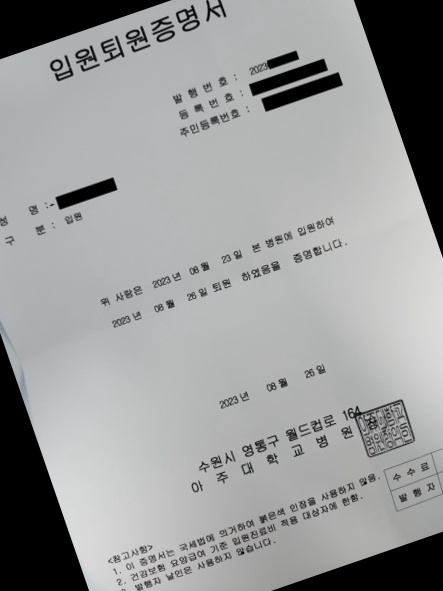 입원퇴원증명서
발 행 번 호 : 2023
등 록 번 호 :
주민등록번호 :
성 명 :
구 분 : 입원
위 사람은 2023 년 08 월 23 일 본 병원에 입원하여
2023 년 08 월 26 일 퇴원 하였음을 증명합니다.
2023 년 08 월 26 일
수원시 영통구 월드컵로 164
아 주 대 학 교 병 원 장
수 수 료
발 행 자
<참고사항>
1. 이 증명서는 국세법에 의거하여 붉은색 인장을 사용하지 않음.
2. 건강보험 요양급여 기준 입원진료비 적용 대상자에 한함.
3. 발행자 날인은 사용하지 않습니다.